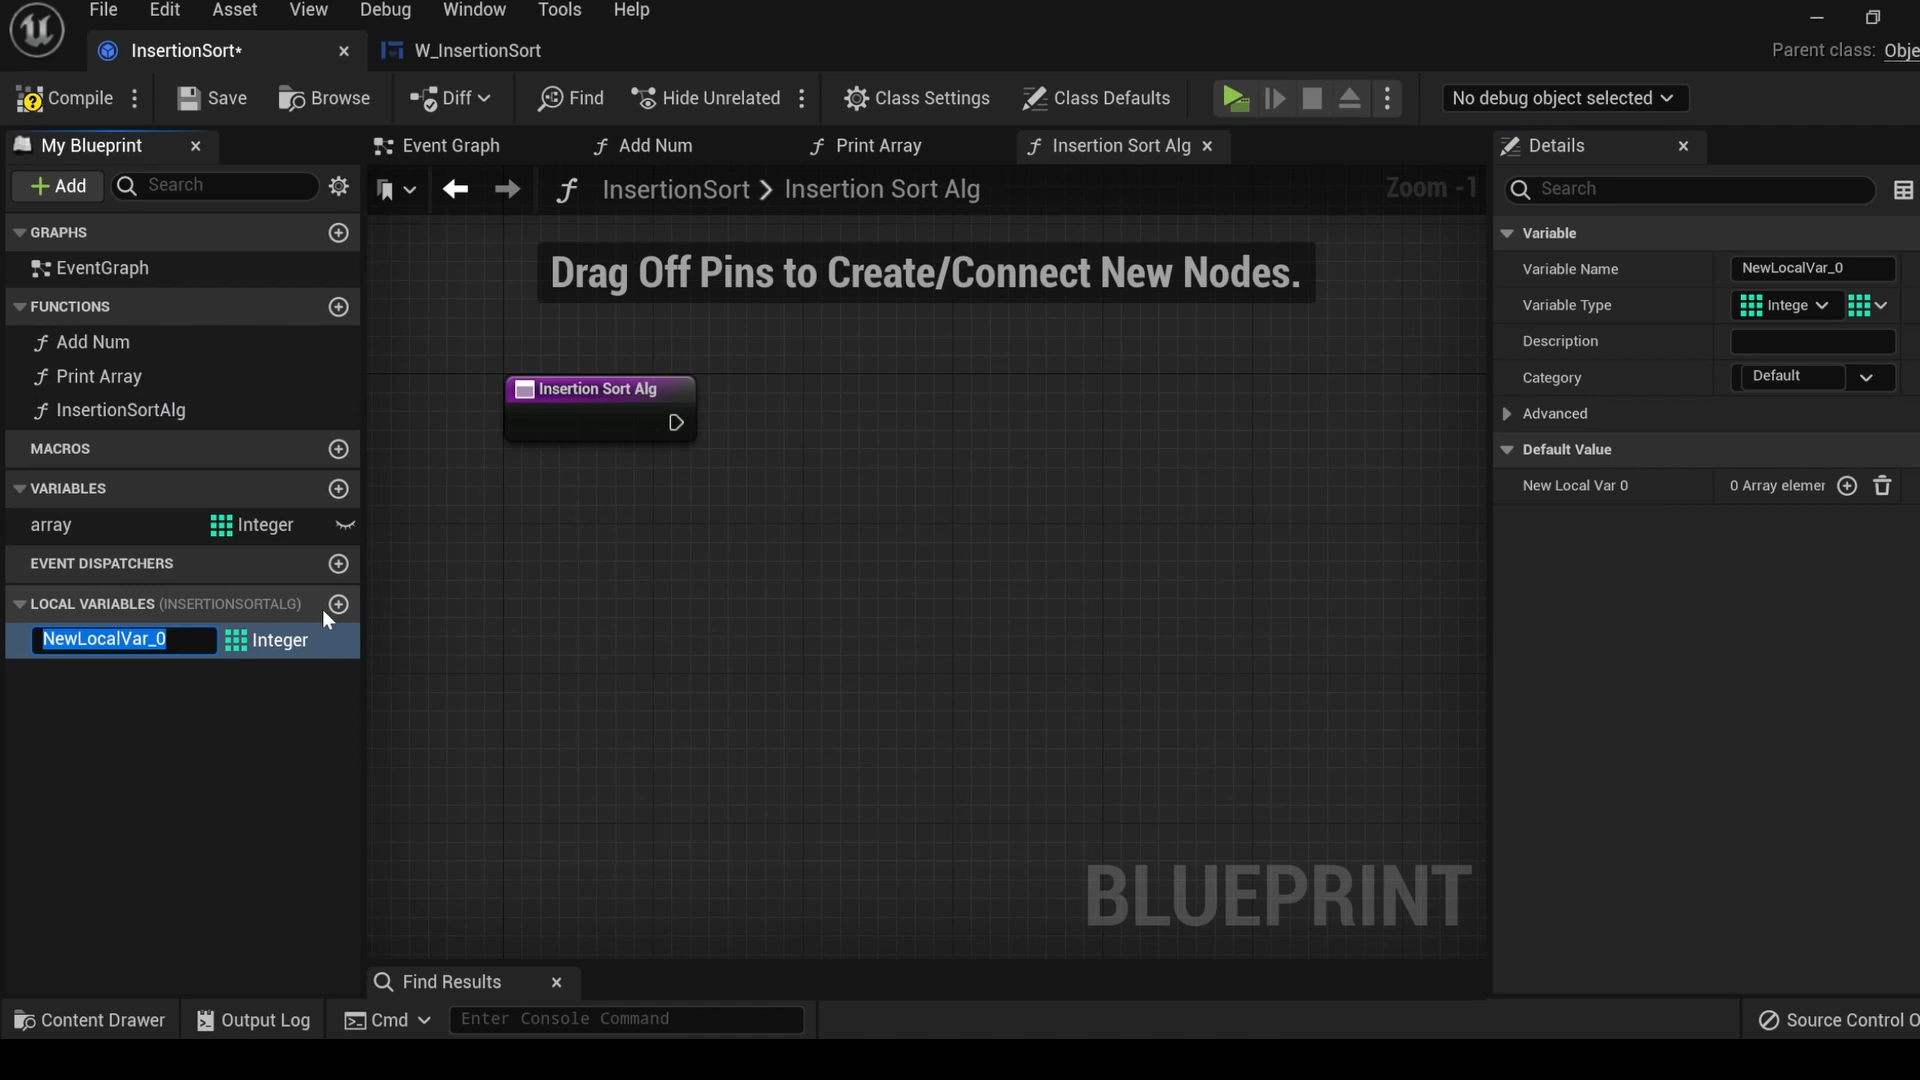 File Edit Asset View Debug Window Tools Help
InsertionSort* W_InsertionSort Parent class: Obje
Compile Save Browse Diff Find Hide Unrelated Class Settings Class Defaults No debug object selected
My Blueprint Event Graph Add Num Print Array Insertion Sort Alg Details
Add Search InsertionSort > Insertion Sort Alg Zoom -1 Search
GRAPHS Variable
EventGraph Drag Off Pins to Create/Connect New Nodes. Variable Name NewLocalVar_0
FUNCTIONS Variable Type Intege
Add Num Description
Print Array Insertion Sort Alg Category Default
InsertionSortAlg Advanced
MACROS Default Value
VARIABLES New Local Var 0 0 Array elemer
array Integer
EVENT DISPATCHERS
LOCAL VARIABLES (INSERTIONSORTALG)
NewLocalVar_0 Integer
BLUEPRINT
Find Results
Content Drawer Output Log Cmd Enter Console Command Source Control O